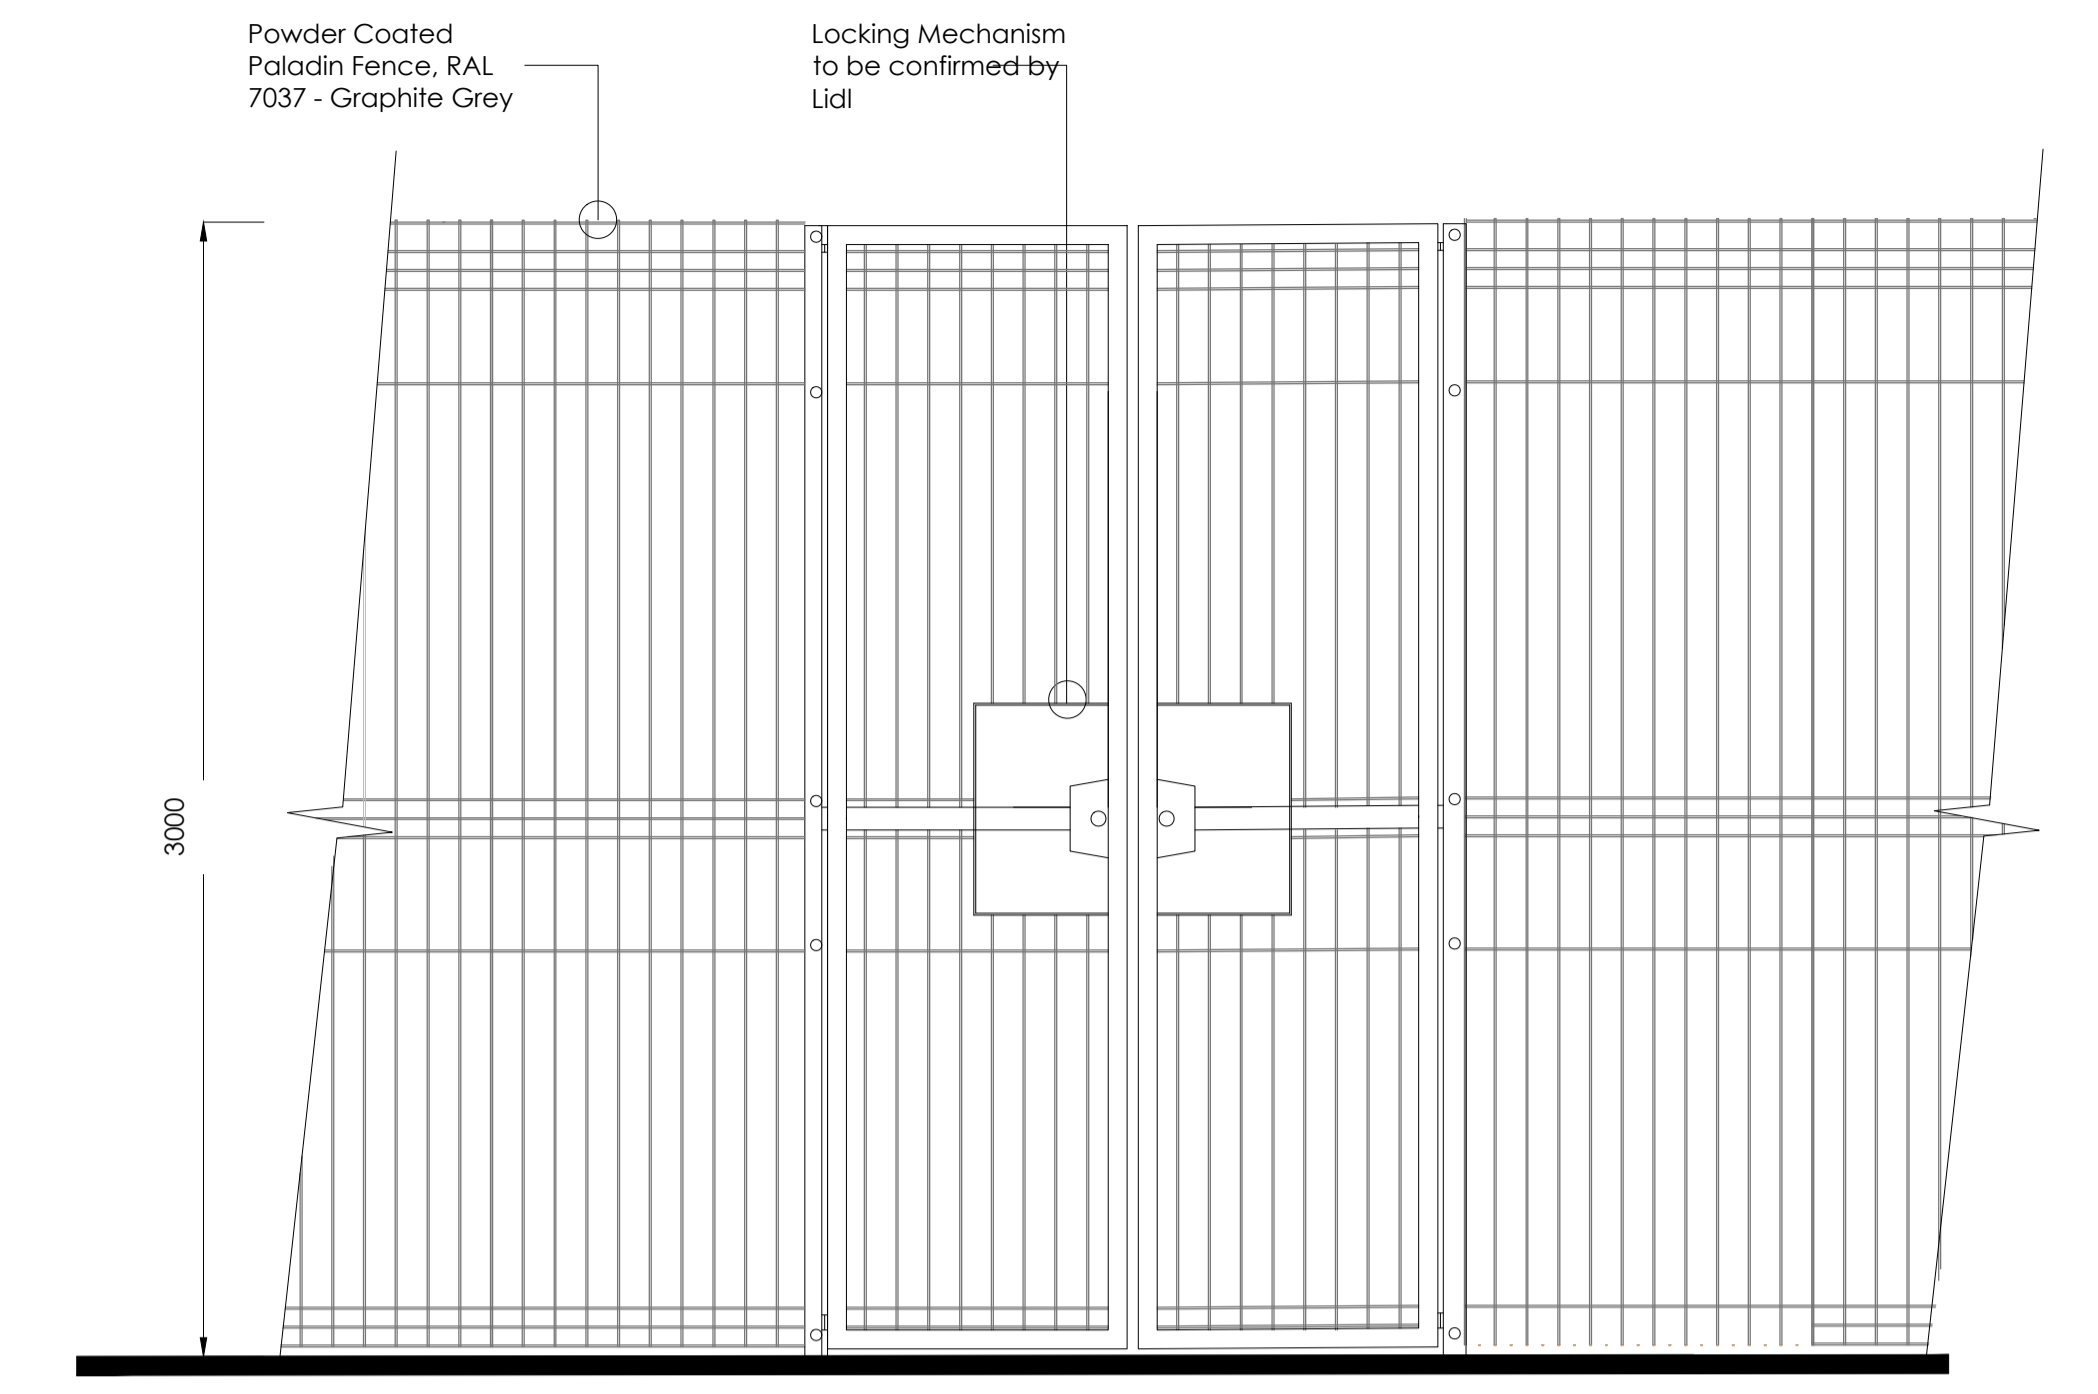 Powder Coated
Paladin Fence, RAL
7037 - Graphite Grey
Locking Mechanism
to be confirmed by
Lidl
3000